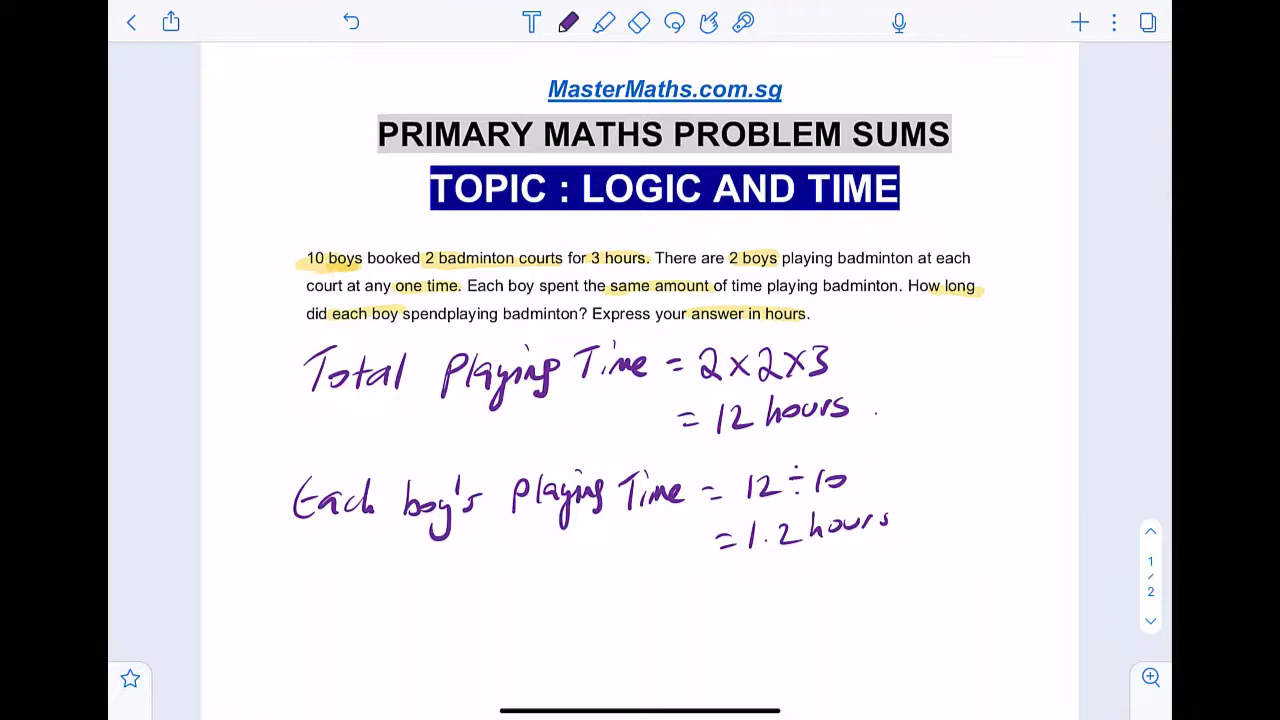 MasterMaths.com.sg
PRIMARY MATHS PROBLEM SUMS
TOPIC : LOGIC AND TIME
10 boys booked 2 badminton courts for 3 hours. There are 2 boys playing badminton at each
court at any one time. Each boy spent the same amount of time playing badminton. How long
did each boy spendplaying badminton? Express your answer in hours.
Total Playing Time = 2 × 2 × 3
= 12 hours
Each boy's Playing Time = 12 ÷ 10
= 1.2 hours
1
/
2